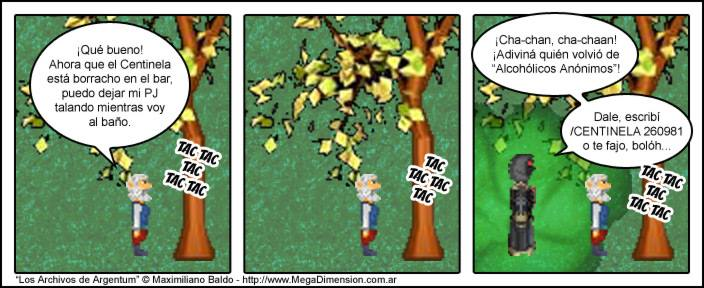 ¡Qué bueno!
Ahora que el Centinela
está borracho en el bar,
puedo dejar mi PJ
talando mientras voy
al baño.
TAC TAC
TAC
TAC TAC
TAC
TAC TAC
TAC
¡Cha-chan, cha-chaan!
¡Adiviná quién volvió de
“Alcohólicos Anónimos”!
Dale, escribí
/CENTINELA 260981
o te fajo, bolóh...
TAC TAC
TAC
TAC TAC
“Los Archivos de Argentum” © Maximiliano Baldo - http://www.MegaDimension.com.ar